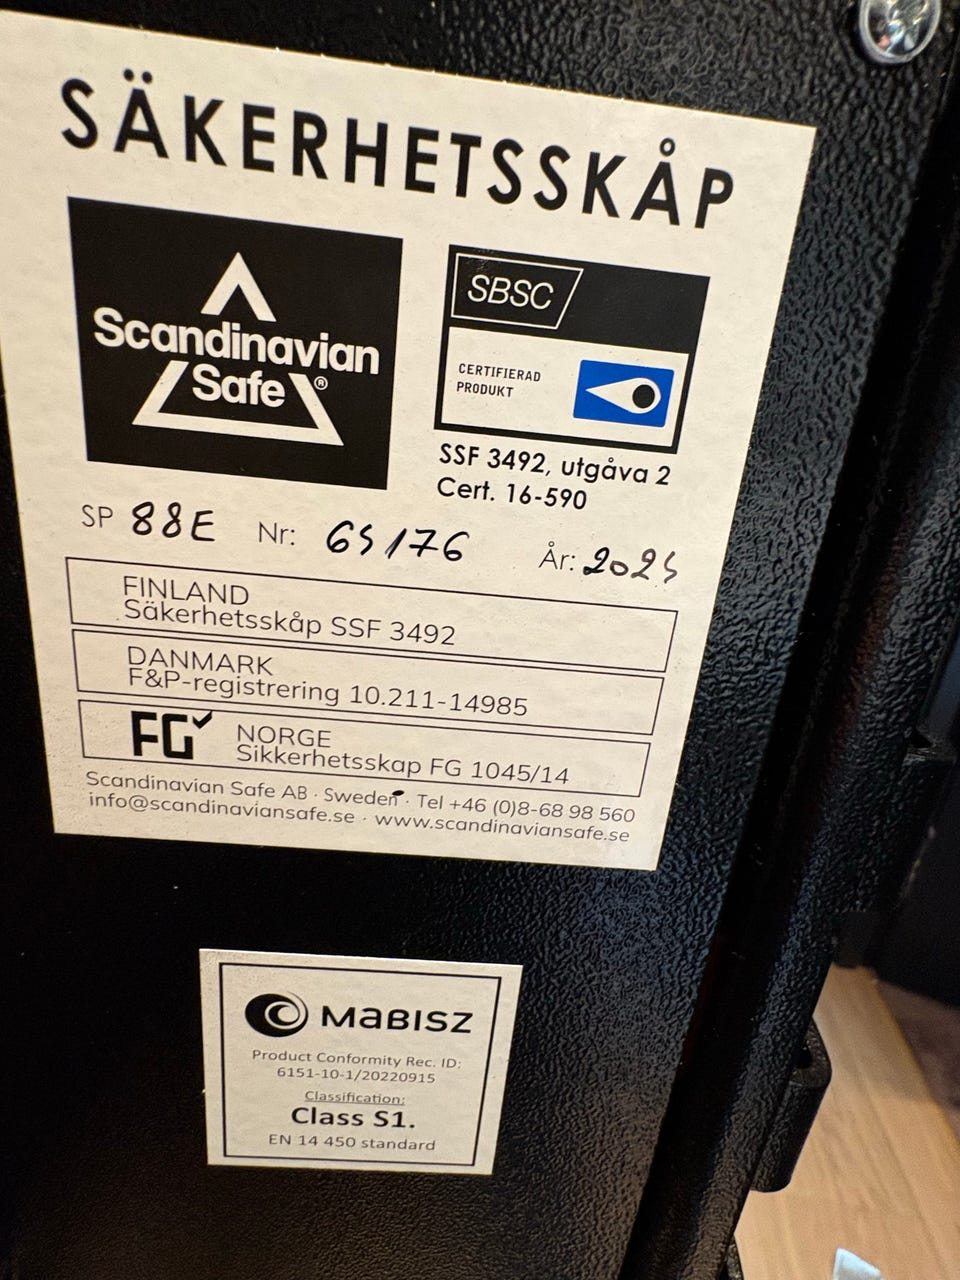 SÄKERHETSSKÅP
Scandinavian
Safe®
SBSC
CERTIFIERAD
PRODUKT
SSF 3492, utgåva 2
Cert. 16-590
SP 88E Nr: 65176 År: 2025
FINLAND
Säkerhetsskåp SSF 3492
DANMARK
F&P-registrering 10.211-14985
FG NORGE
Sikkerhetsskap FG 1045/14
Scandinavian Safe AB · Sweden · Tel +46 (0)8-68 98 560
info@scandinaviansafe.se · www.scandinaviansafe.se
MABISZ
Product Conformity Rec. ID:
6151-10-1/20220915
Classification:
Class S1.
EN 14 450 standard